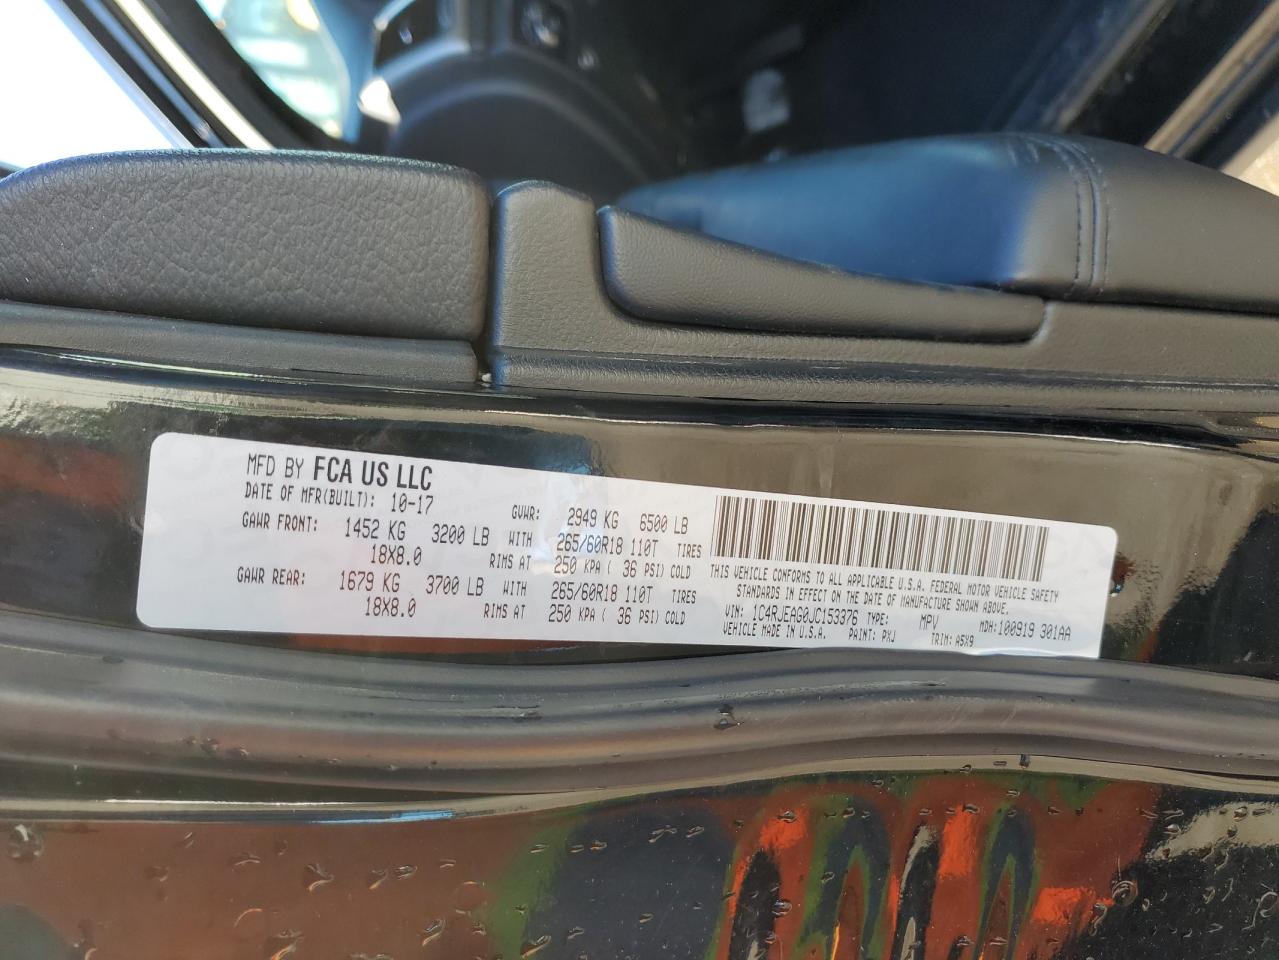 MFD BY FCA US LLC
DATE OF MFR(BUILT): 10-17 GVWR: 2949 KG 6500 LB
GAWR FRONT: 1452 KG 3200 LB WITH 265/60R18 110T TIRES
18X8.0 RIMS AT 250 KPA ( 36 PSI) COLD
GAWR REAR: 1679 KG 3700 LB WITH 265/60R18 110T TIRES
18X8.0 RIMS AT 250 KPA ( 36 PSI) COLD
THIS VEHICLE CONFORMS TO ALL APPLICABLE U.S.A. FEDERAL MOTOR VEHICLE SAFETY
STANDARDS IN EFFECT ON THE DATE OF MANUFACTURE SHOWN ABOVE.
VIN: 1C4RJEAG0JC153376 TYPE: MPV MDH:100919 301AA
VEHICLE MADE IN U.S.A. PAINT: PXJ TRIM: A5X9